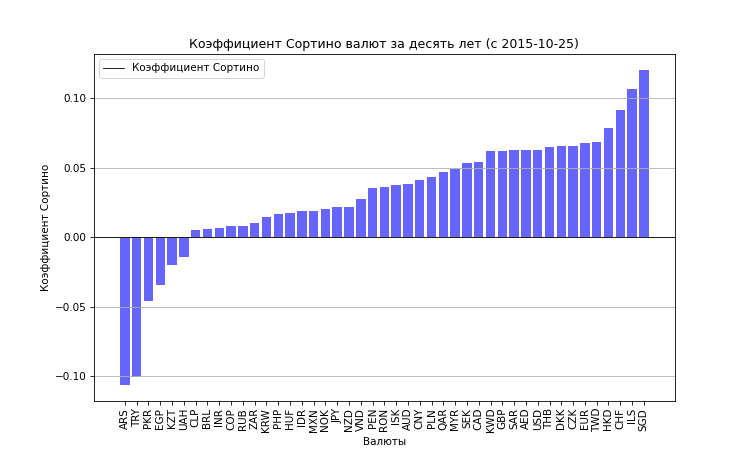 Коэффициент Сортино валют за десять лет (с 2015-10-25)
Коэффициент Сортино
0.10
0.05
0.00
−0.05
−0.10
Коэффициент Сортино
ARS
TRY
PKR
EGP
KZT
UAH
CLP
BRL
INR
COP
RUB
ZAR
KRW
PHP
HUF
IDR
MXN
NOK
JPY
NZD
VND
PEN
RON
ISK
AUD
CNY
PLN
QAR
MYR
SEK
CAD
KWD
GBP
SAR
AED
USD
THB
DKK
CZK
EUR
TWD
HKD
CHF
ILS
SGD
Валюты